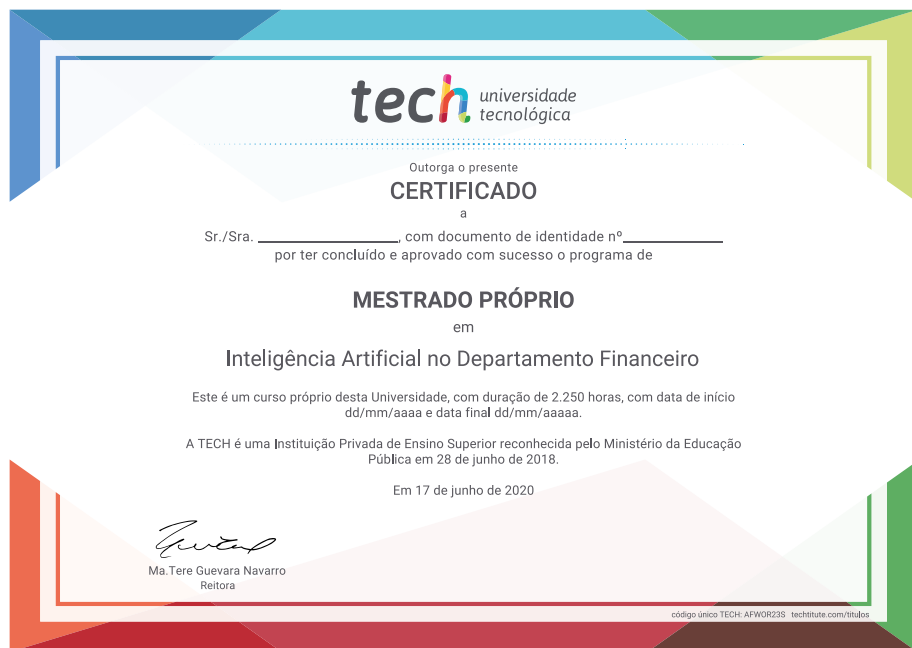 tech universidade
tecnológica
Outorga o presente
CERTIFICADO
a
Sr./Sra. ____________________, com documento de identidade nº______________
por ter concluído e aprovado com sucesso o programa de
MESTRADO PRÓPRIO
em
Inteligência Artificial no Departamento Financeiro
Este é um curso próprio desta Universidade, com duração de 2.250 horas, com data de início
dd/mm/aaaa e data final dd/mm/aaaaa.
A TECH é uma Instituição Privada de Ensino Superior reconhecida pelo Ministério da Educação
Pública em 28 de junho de 2018.
Em 17 de junho de 2020
Ma.Tere Guevara Navarro
Reitora
código único TECH: AFWOR23S techtitute.com/titulos